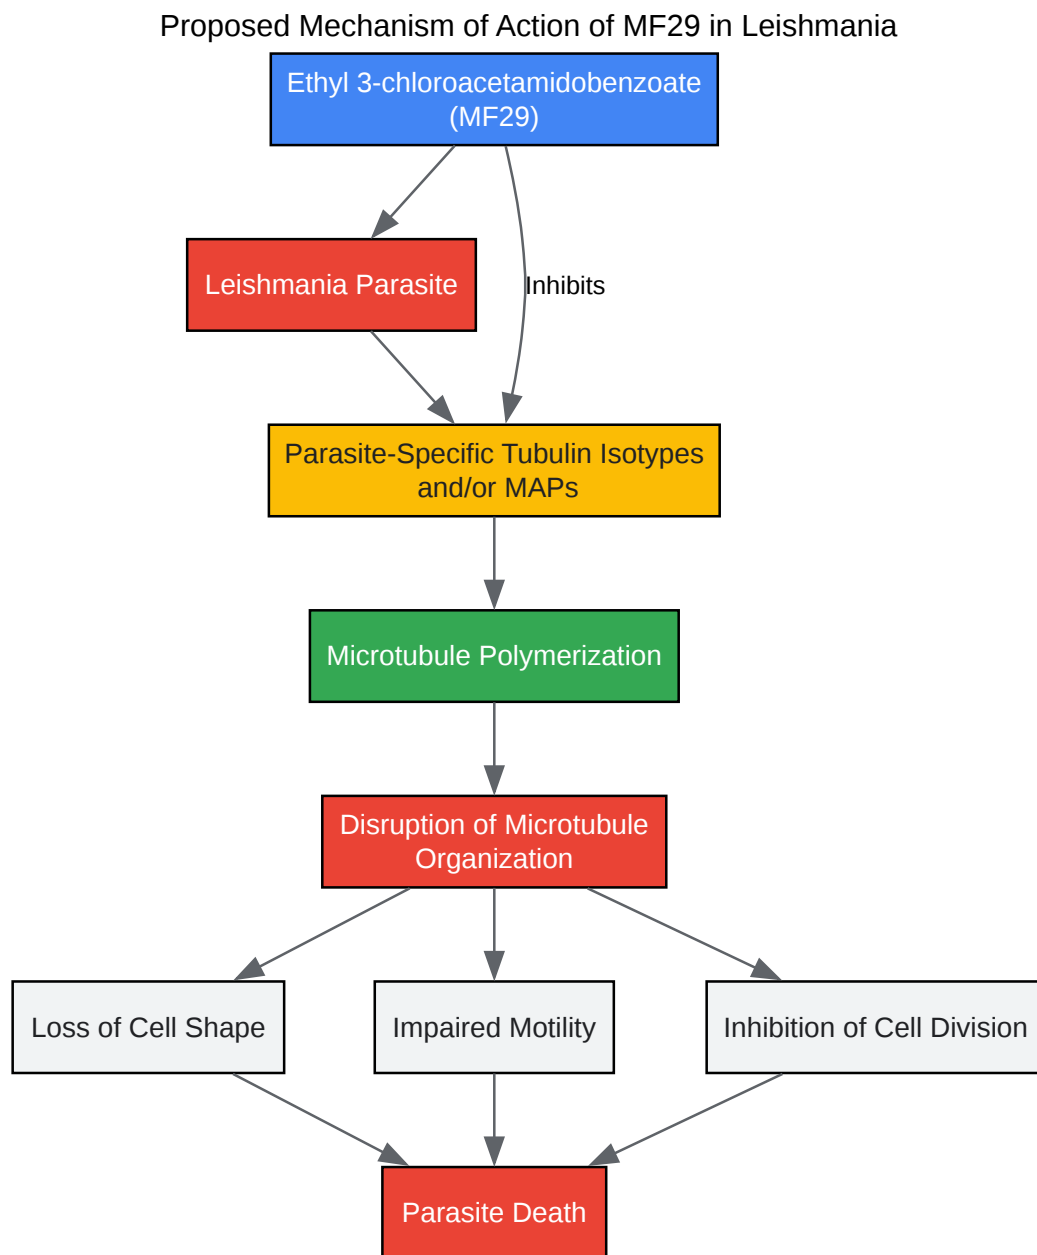 Proposed Mechanism of Action of MF29 in Leishmania
Ethyl 3-chloroacetamidobenzoate
(MF29)
Leishmania Parasite
Inhibits
Parasite-Specific Tubulin Isotypes
and/or MAPs
Microtubule Polymerization
Disruption of Microtubule
Organization
Loss of Cell Shape
Impaired Motility
Inhibition of Cell Division
Parasite Death